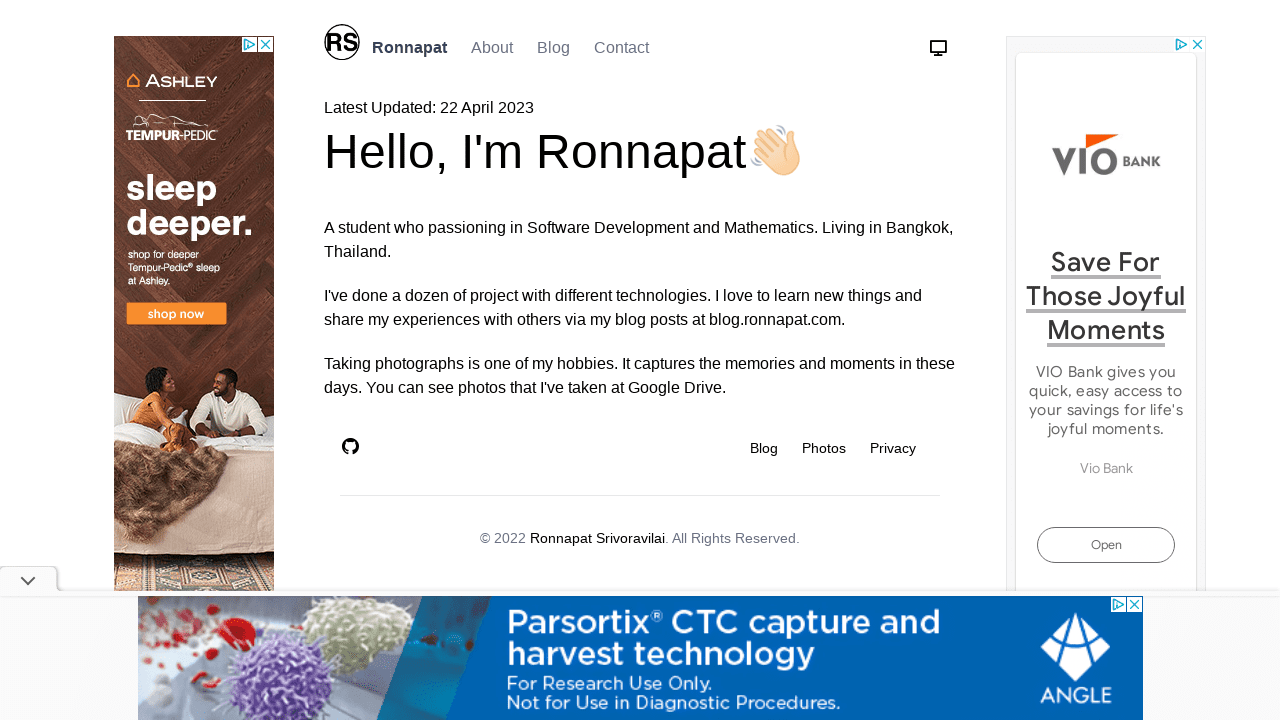 RS
Ronnapat About Blog Contact
Latest Updated: 22 April 2023
Hello, I'm Ronnapat
A student who passioning in Software Development and Mathematics. Living in Bangkok,
Thailand.
I've done a dozen of project with different technologies. I love to learn new things and
share my experiences with others via my blog posts at blog.ronnapat.com.
Taking photographs is one of my hobbies. It captures the memories and moments in these
days. You can see photos that I've taken at Google Drive.
Blog Photos Privacy
© 2022 Ronnapat Srivoravilai. All Rights Reserved.
ASHLEY
TEMPUR-PEDIC
sleep
deeper.
shop for deeper
Tempur-Pedic® sleep
at Ashley.
shop now
VIO BANK
Save For
Those Joyful
Moments
VIO Bank gives you
quick, easy access to
your savings for life's
joyful moments.
Vio Bank
Open
Parsortix® CTC capture and
harvest technology
For Research Use Only.
Not for Use in Diagnostic Procedures.
ANGLE